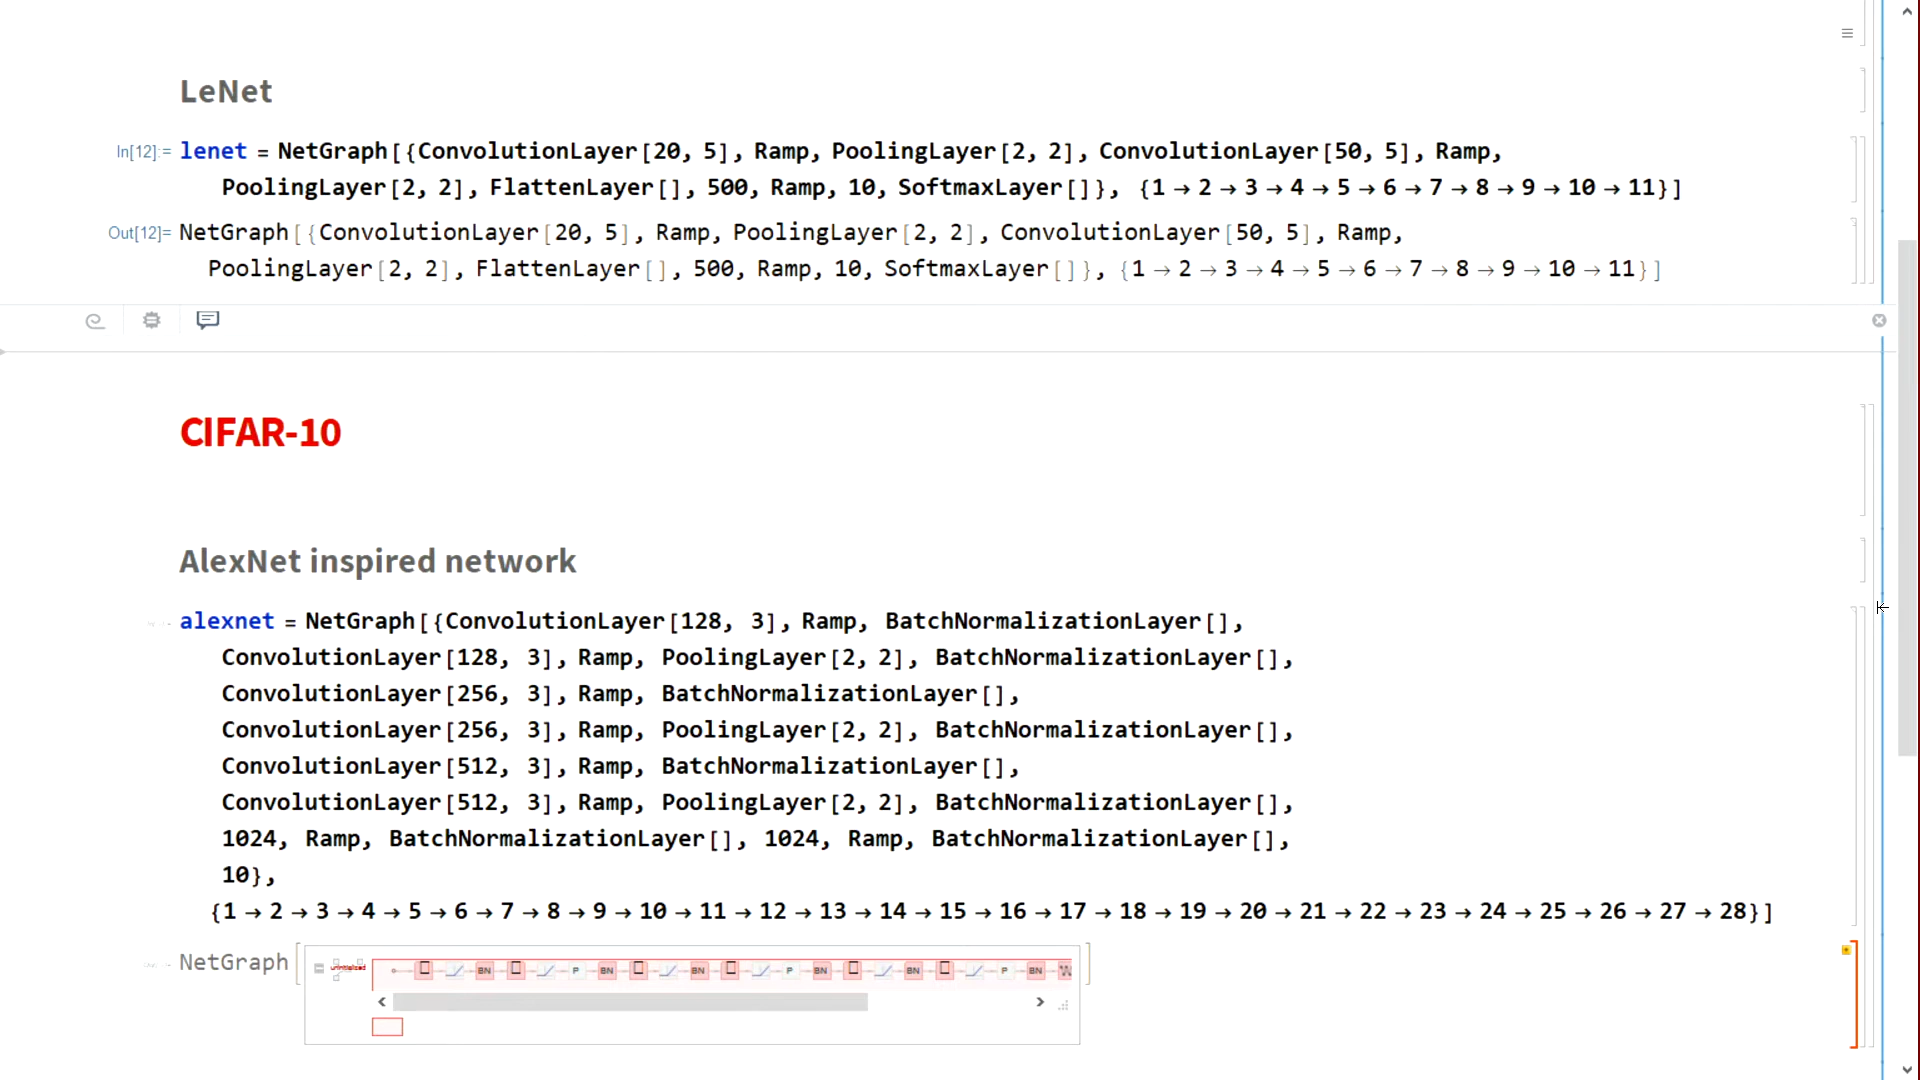 LeNet
In[12]:= lenet = NetGraph[{ConvolutionLayer[20, 5], Ramp, PoolingLayer[2, 2], ConvolutionLayer[50, 5], Ramp,
PoolingLayer[2, 2], FlattenLayer[], 500, Ramp, 10, SoftmaxLayer[]}, {1 → 2 → 3 → 4 → 5 → 6 → 7 → 8 → 9 → 10 → 11}]
Out[12]= NetGraph[{ConvolutionLayer[20, 5], Ramp, PoolingLayer[2, 2], ConvolutionLayer[50, 5], Ramp,
PoolingLayer[2, 2], FlattenLayer[], 500, Ramp, 10, SoftmaxLayer[]}, {1 → 2 → 3 → 4 → 5 → 6 → 7 → 8 → 9 → 10 → 11}]
CIFAR-10
AlexNet inspired network
alexnet = NetGraph[{ConvolutionLayer[128, 3], Ramp, BatchNormalizationLayer[],
ConvolutionLayer[128, 3], Ramp, PoolingLayer[2, 2], BatchNormalizationLayer[],
ConvolutionLayer[256, 3], Ramp, BatchNormalizationLayer[],
ConvolutionLayer[256, 3], Ramp, PoolingLayer[2, 2], BatchNormalizationLayer[],
ConvolutionLayer[512, 3], Ramp, BatchNormalizationLayer[],
ConvolutionLayer[512, 3], Ramp, PoolingLayer[2, 2], BatchNormalizationLayer[],
1024, Ramp, BatchNormalizationLayer[], 1024, Ramp, BatchNormalizationLayer[],
10},
{1 → 2 → 3 → 4 → 5 → 6 → 7 → 8 → 9 → 10 → 11 → 12 → 13 → 14 → 15 → 16 → 17 → 18 → 19 → 20 → 21 → 22 → 23 → 24 → 25 → 26 → 27 → 28}]
NetGraph[ uninitialized BN P BN BN P BN BN P BN W ]